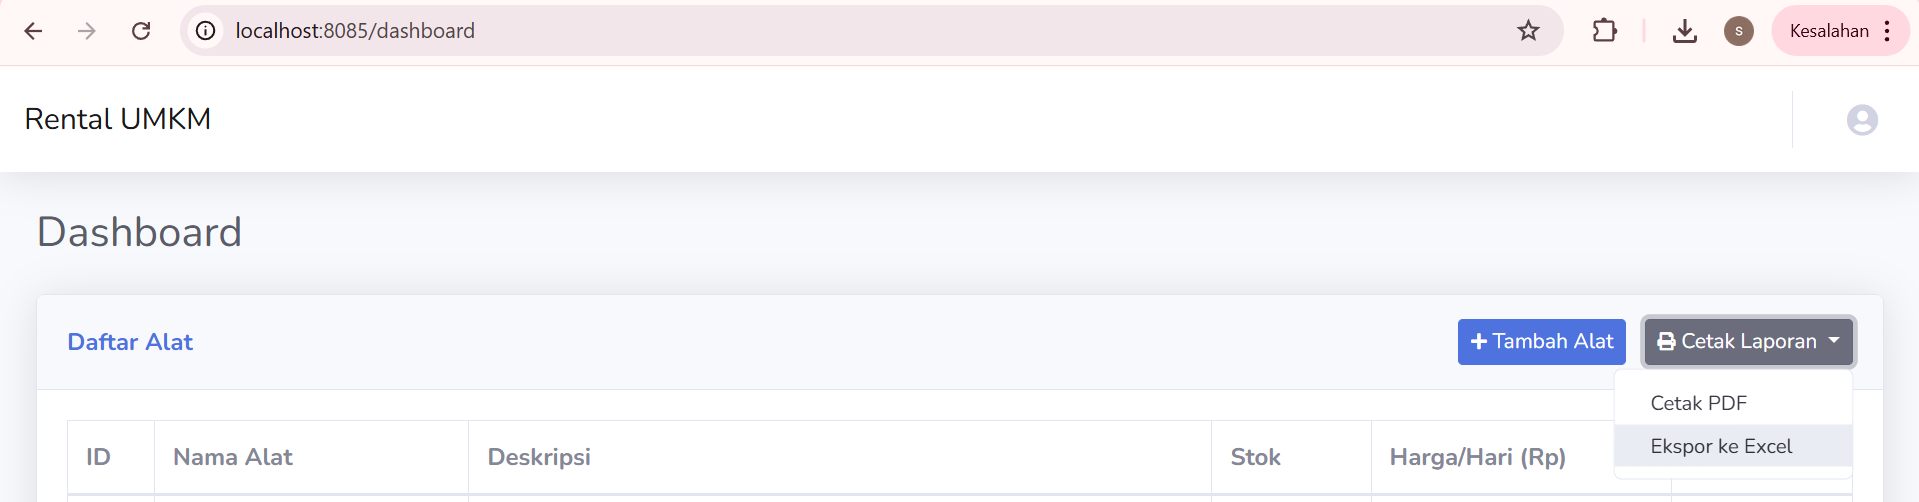 localhost:8085/dashboard
S
Kesalahan
Rental UMKM
Dashboard
Daftar Alat
Tambah Alat
Cetak Laporan
Cetak PDF
Ekspor ke Excel
ID Nama Alat Deskripsi Stok Harga/Hari (Rp)